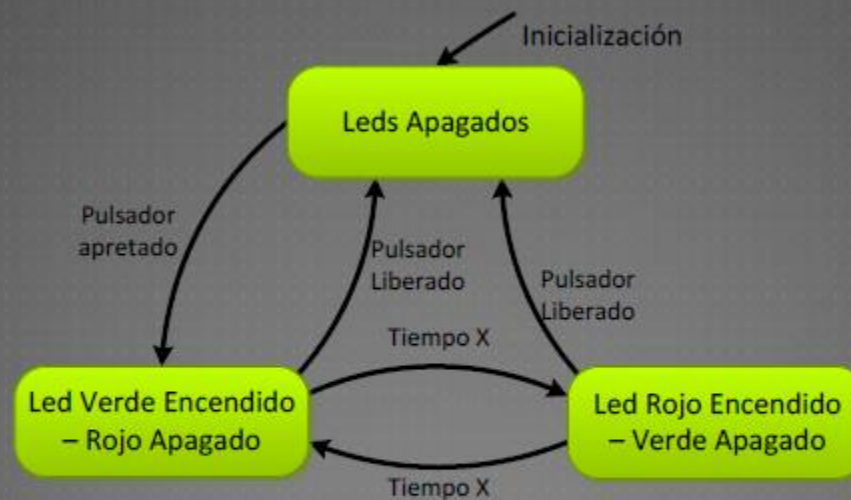 Inicialización
Leds Apagados
Pulsador
apretado
Pulsador
Liberado
Pulsador
Liberado
Tiempo X
Led Verde Encendido
– Rojo Apagado
Led Rojo Encendido
– Verde Apagado
Tiempo X